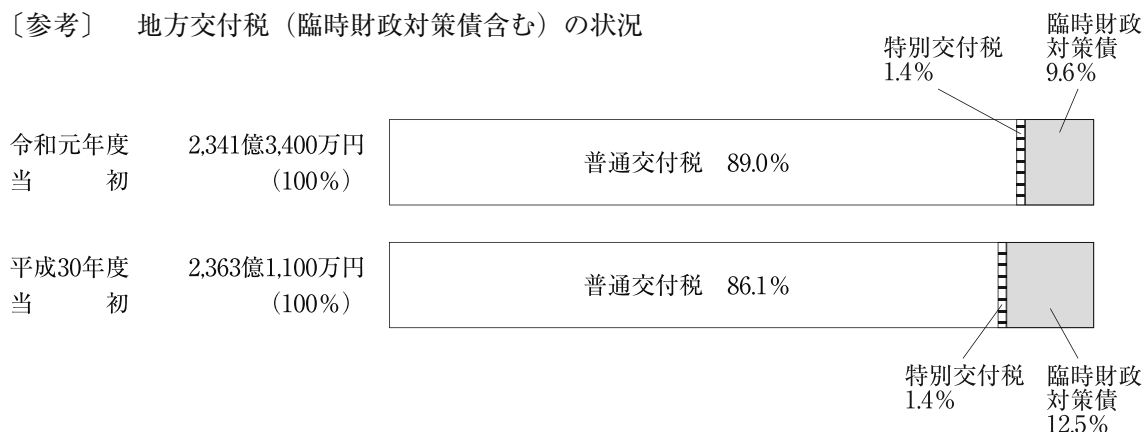 〔参考〕 地方交付税（臨時財政対策債含む）の状況
特別交付税
1.4%
臨時財政
対策債
9.6%
令和元年度 2,341億3,400万円
当初 （100%）
普通交付税 89.0%
平成30年度 2,363億1,100万円
当初 （100%）
普通交付税 86.1%
特別交付税
1.4%
臨時財政
対策債
12.5%